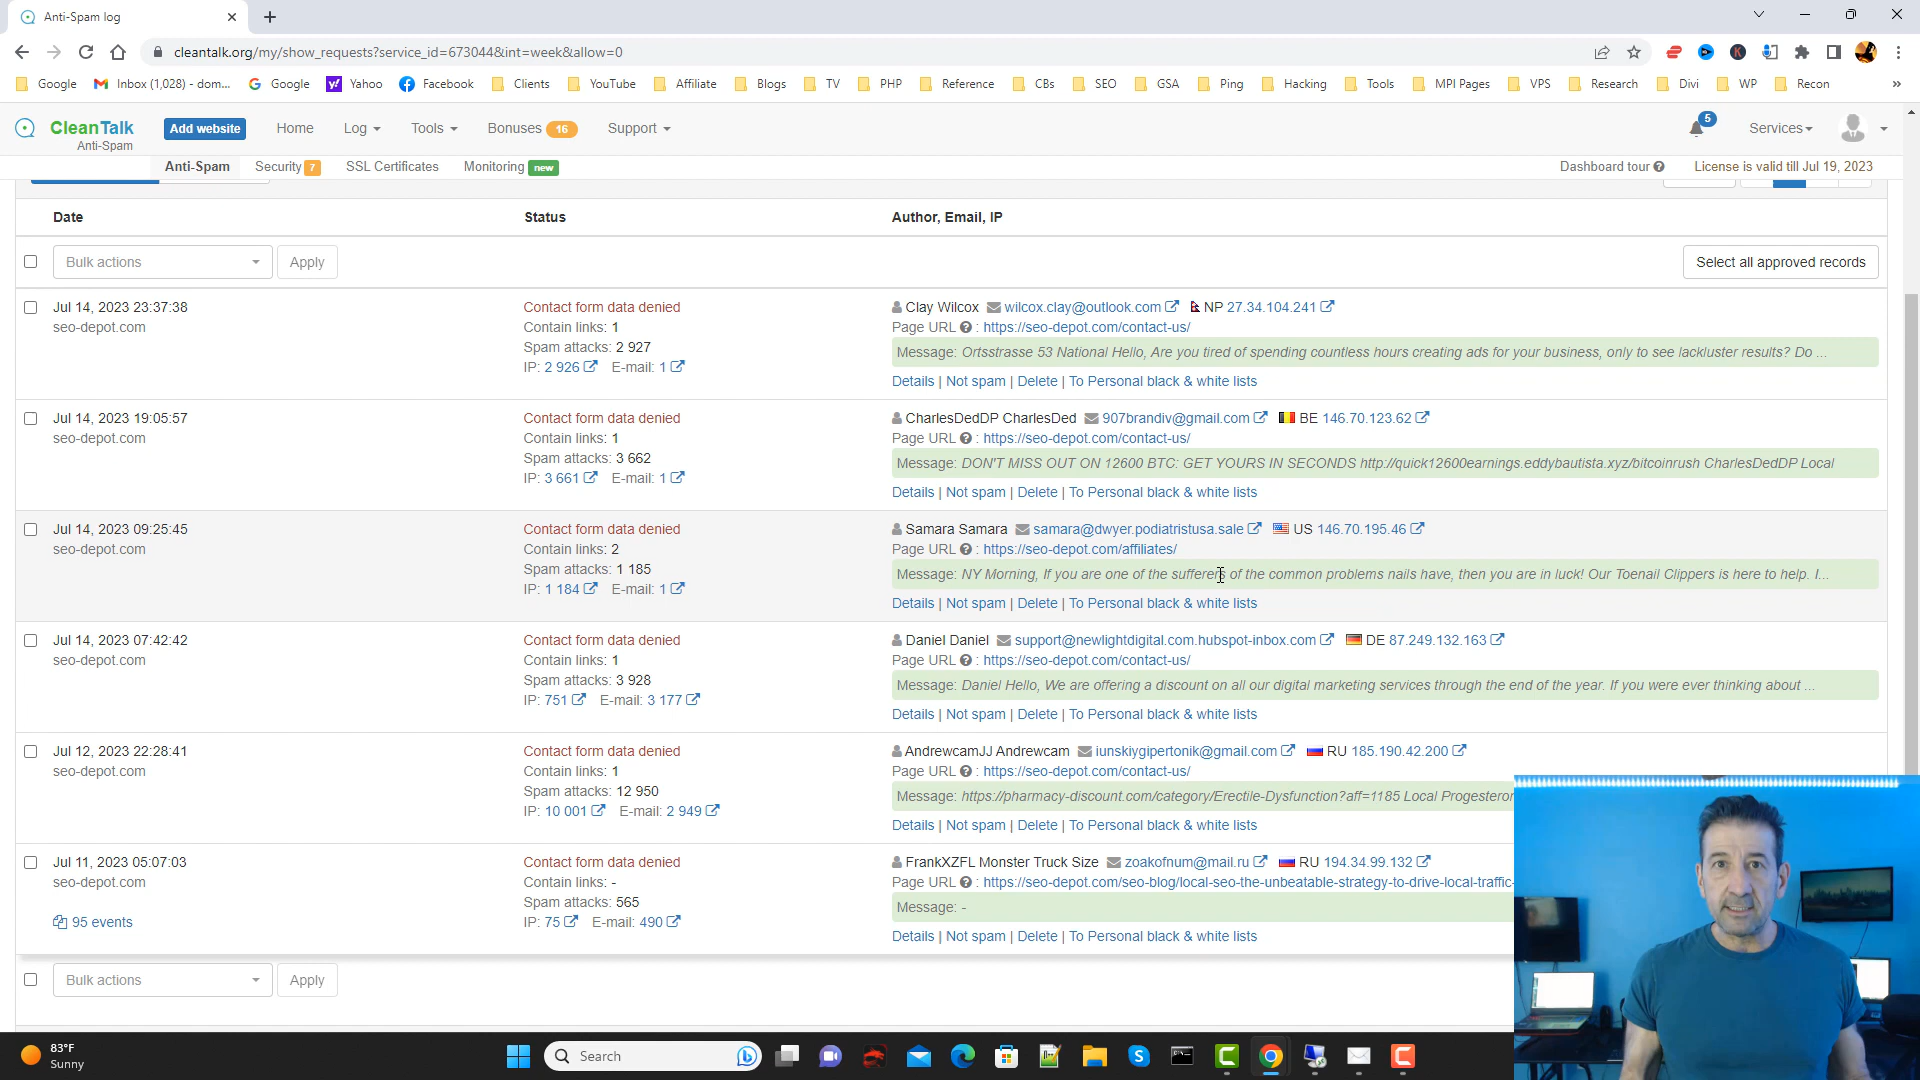 Anti-Spam log
cleantalk.org/my/show_requests?service_id=673044&int=week&allow=0
Google Inbox (1,028) - dom... Google Yahoo Facebook Clients YouTube Affiliate Blogs TV PHP Reference CBs SEO GSA Ping Hacking Tools MPI Pages VPS Research Divi WP Recon »
CleanTalk
Anti-Spam
Add website Home Log Tools Bonuses 16 Support 5 Services
Anti-Spam Security 7 SSL Certificates Monitoring new Dashboard tour License is valid till Jul 19, 2023
Date Status Author, Email, IP
Bulk actions Apply Select all approved records
Jul 14, 2023 23:37:38 Contact form data denied Clay Wilcox wilcox.clay@outlook.com NP 27.34.104.241
seo-depot.com Contain links: 1 Page URL : https://seo-depot.com/contact-us/
Spam attacks: 2 927 Message: Ortsstrasse 53 National Hello, Are you tired of spending countless hours creating ads for your business, only to see lackluster results? Do ...
IP: 2 926 E-mail: 1 Details | Not spam | Delete | To Personal black & white lists
Jul 14, 2023 19:05:57 Contact form data denied CharlesDedDP CharlesDed 907brandiv@gmail.com BE 146.70.123.62
seo-depot.com Contain links: 1 Page URL : https://seo-depot.com/contact-us/
Spam attacks: 3 662 Message: DON'T MISS OUT ON 12600 BTC: GET YOURS IN SECONDS http://quick12600earnings.eddybautista.xyz/bitcoinrush CharlesDedDP Local
IP: 3 661 E-mail: 1 Details | Not spam | Delete | To Personal black & white lists
Jul 14, 2023 09:25:45 Contact form data denied Samara Samara samara@dwyer.podiatristusa.sale US 146.70.195.46
seo-depot.com Contain links: 2 Page URL : https://seo-depot.com/affiliates/
Spam attacks: 1 185 Message: NY Morning, If you are one of the sufferers of the common problems nails have, then you are in luck! Our Toenail Clippers is here to help. I...
IP: 1 184 E-mail: 1 Details | Not spam | Delete | To Personal black & white lists
Jul 14, 2023 07:42:42 Contact form data denied Daniel Daniel support@newlightdigital.com.hubspot-inbox.com DE 87.249.132.163
seo-depot.com Contain links: 1 Page URL : https://seo-depot.com/contact-us/
Spam attacks: 3 928 Message: Daniel Hello, We are offering a discount on all our digital marketing services through the end of the year. If you were ever thinking about ...
IP: 751 E-mail: 3 177 Details | Not spam | Delete | To Personal black & white lists
Jul 12, 2023 22:28:41 Contact form data denied AndrewcamJJ Andrewcam iunskiygipertonik@gmail.com RU 185.190.42.200
seo-depot.com Contain links: 1 Page URL : https://seo-depot.com/contact-us/
Spam attacks: 12 950 Message: https://pharmacy-discount.com/category/Erectile-Dysfunction?aff=1185 Local Progesteron
IP: 10 001 E-mail: 2 949 Details | Not spam | Delete | To Personal black & white lists
Jul 11, 2023 05:07:03 Contact form data denied FrankXZFL Monster Truck Size zoakofnum@mail.ru RU 194.34.99.132
seo-depot.com Contain links: - Page URL : https://seo-depot.com/seo-blog/local-seo-the-unbeatable-strategy-to-drive-local-traffic-
Spam attacks: 565 Message: -
95 events IP: 75 E-mail: 490 Details | Not spam | Delete | To Personal black & white lists
Bulk actions Apply
83°F
Sunny
Search